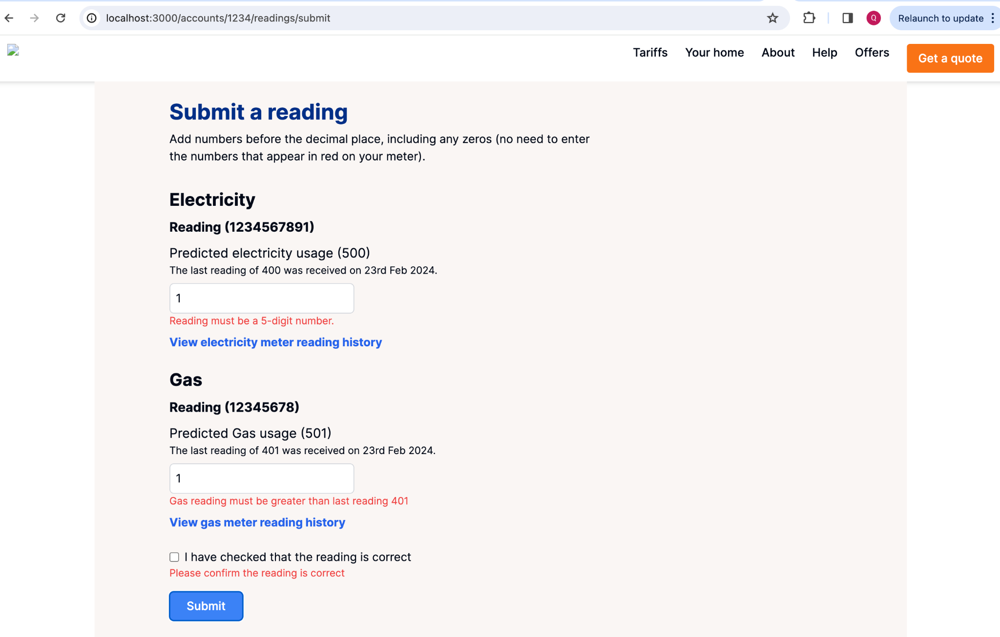 localhost:3000/accounts/1234/readings/submit
Q
Relaunch to update
Tariffs
Your home
About
Help
Offers
Get a quote
Submit a reading
Add numbers before the decimal place, including any zeros (no need to enter
the numbers that appear in red on your meter).
Electricity
Reading (1234567891)
Predicted electricity usage (500)
The last reading of 400 was received on 23rd Feb 2024.
1
Reading must be a 5-digit number.
View electricity meter reading history
Gas
Reading (12345678)
Predicted Gas usage (501)
The last reading of 401 was received on 23rd Feb 2024.
1
Gas reading must be greater than last reading 401
View gas meter reading history
I have checked that the reading is correct
Please confirm the reading is correct
Submit